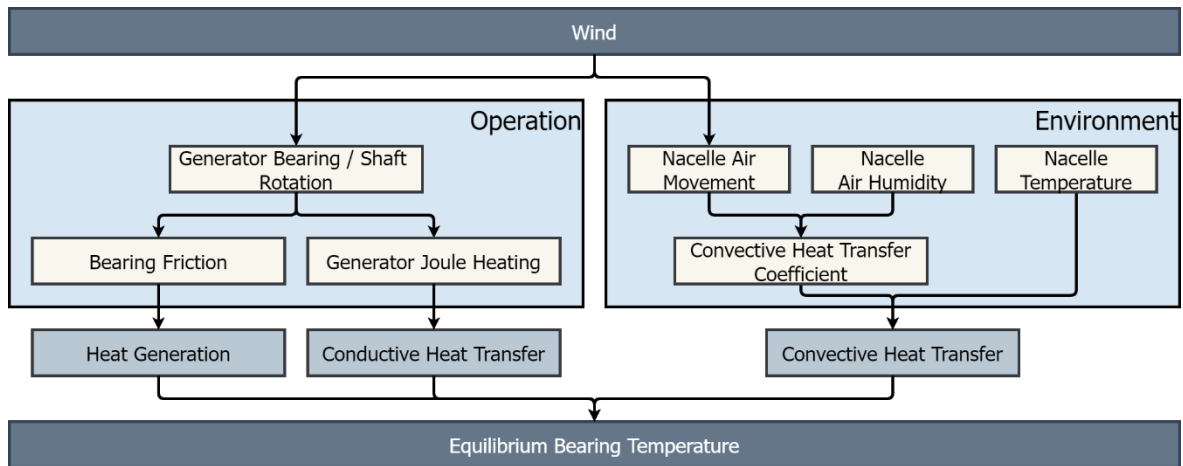 Wind
Operation
Environment
Generator Bearing / Shaft
Rotation
Nacelle Air
Movement
Nacelle
Air Humidity
Nacelle
Temperature
Bearing Friction
Generator Joule Heating
Convective Heat Transfer
Coefficient
Heat Generation
Conductive Heat Transfer
Convective Heat Transfer
Equilibrium Bearing Temperature